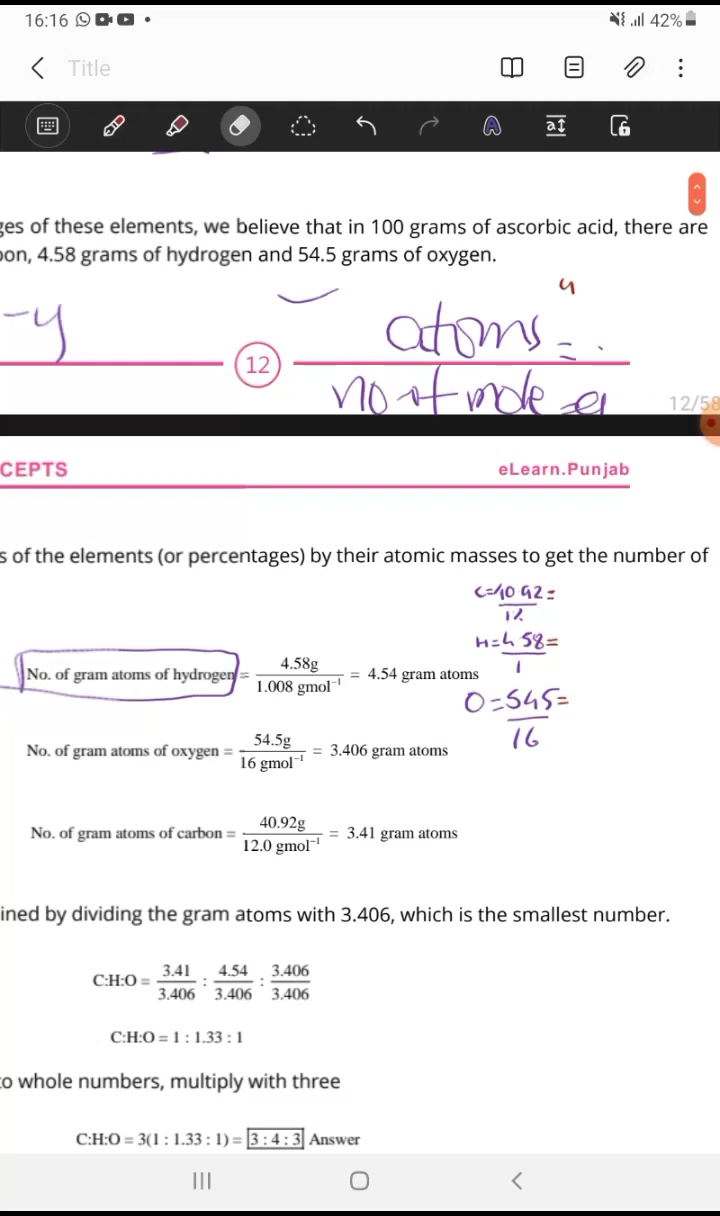 16:16 42%
Title
ges of these elements, we believe that in 100 grams of ascorbic acid, there are
bon, 4.58 grams of hydrogen and 54.5 grams of oxygen.
-y
atoms =
12
no of mole =
12/58
CEPTS eLearn.Punjab
s of the elements (or percentages) by their atomic masses to get the number of
C=40 92=
12
H=4 58=
1
O=545=
16
No. of gram atoms of hydrogen = 4.58g / 1.008 gmol⁻¹ = 4.54 gram atoms
No. of gram atoms of oxygen = 54.5g / 16 gmol⁻¹ = 3.406 gram atoms
No. of gram atoms of carbon = 40.92g / 12.0 gmol⁻¹ = 3.41 gram atoms
ined by dividing the gram atoms with 3.406, which is the smallest number.
C:H:O = 3.41/3.406 : 4.54/3.406 : 3.406/3.406
C:H:O = 1 : 1.33 : 1
to whole numbers, multiply with three
C:H:O = 3(1 : 1.33 : 1) = 3 : 4 : 3 Answer